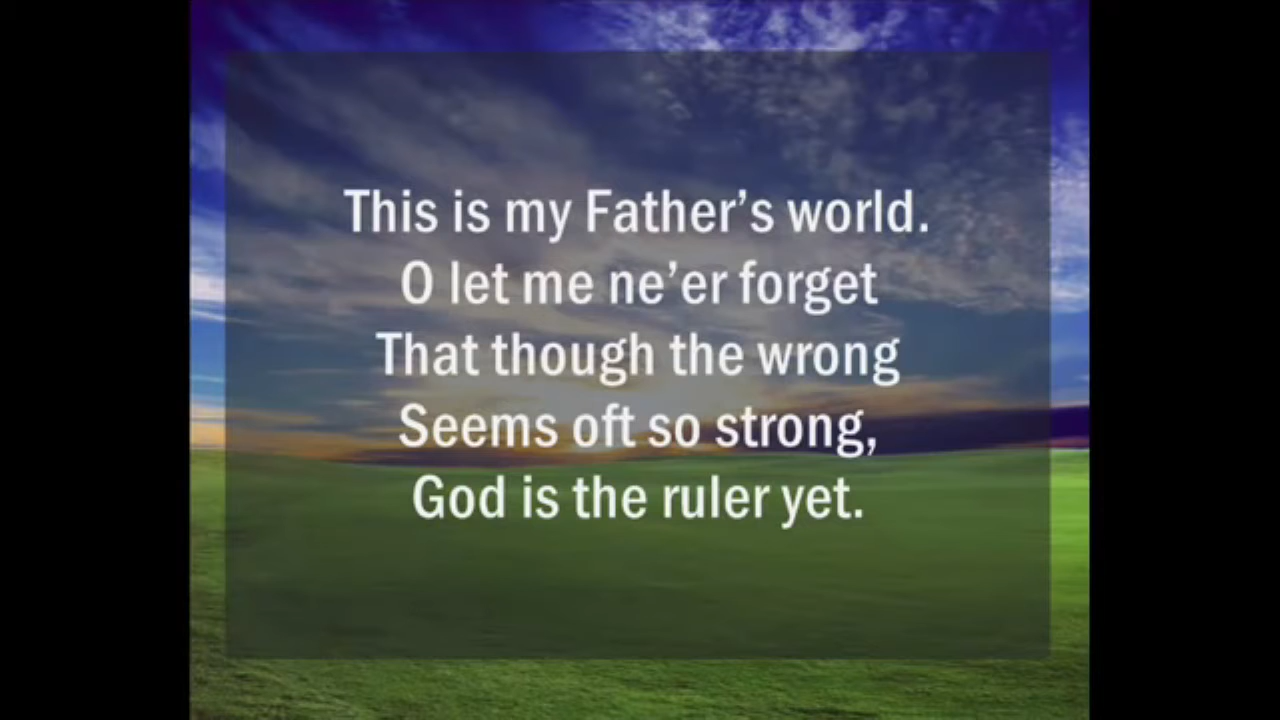 This is my Father’s world.
O let me ne’er forget
That though the wrong
Seems oft so strong,
God is the ruler yet.